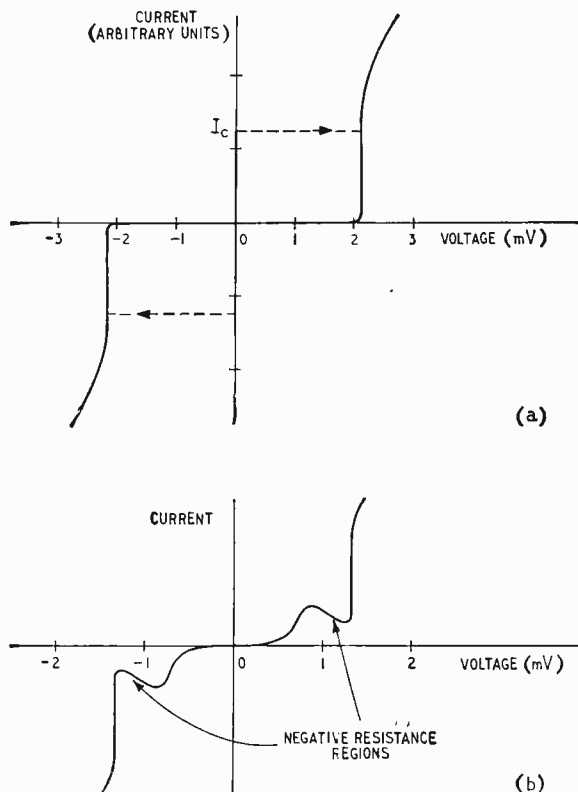 CURRENT
(ARBITRARY UNITS)
Ic
-3 -2 -1 0 1 2 3 VOLTAGE (mV)
(a)
CURRENT
-2 -1 0 1 2 VOLTAGE (mV)
NEGATIVE RESISTANCE
REGIONS
(b)